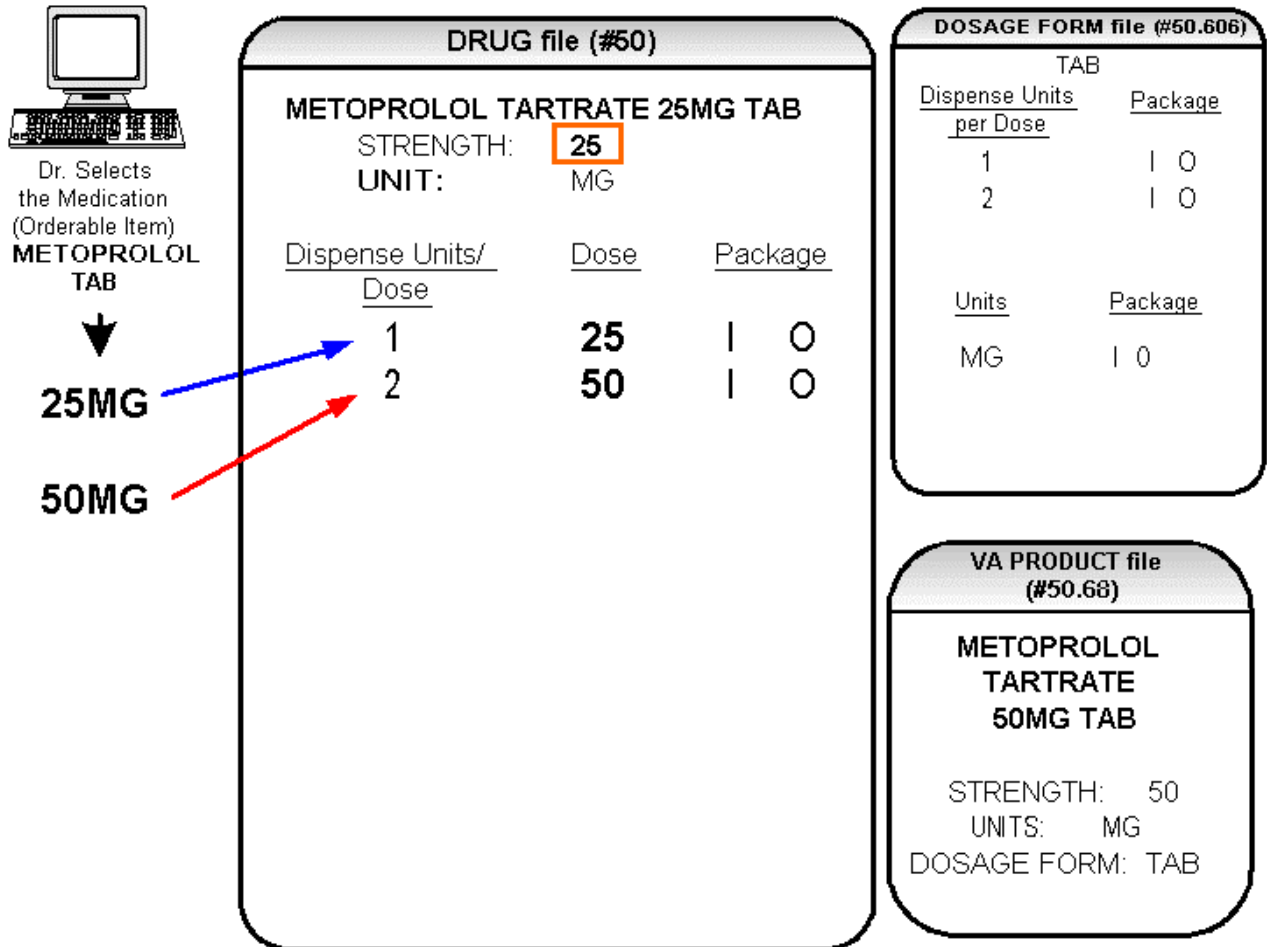 Dr. Selects
the Medication
(Orderable Item)
METOPROLOL
TAB
25MG
50MG
DRUG file (#50)
METOPROLOL TARTRATE 25MG TAB
STRENGTH: 25
UNIT: MG
Dispense Units/ Dose Package
Dose
1 25 I O
2 50 I O
DOSAGE FORM file (#50.606)
TAB
Dispense Units Package
per Dose
1 I O
2 I O
Units Package
MG I 0
VA PRODUCT file
(#50.68)
METOPROLOL
TARTRATE
50MG TAB
STRENGTH: 50
UNITS: MG
DOSAGE FORM: TAB